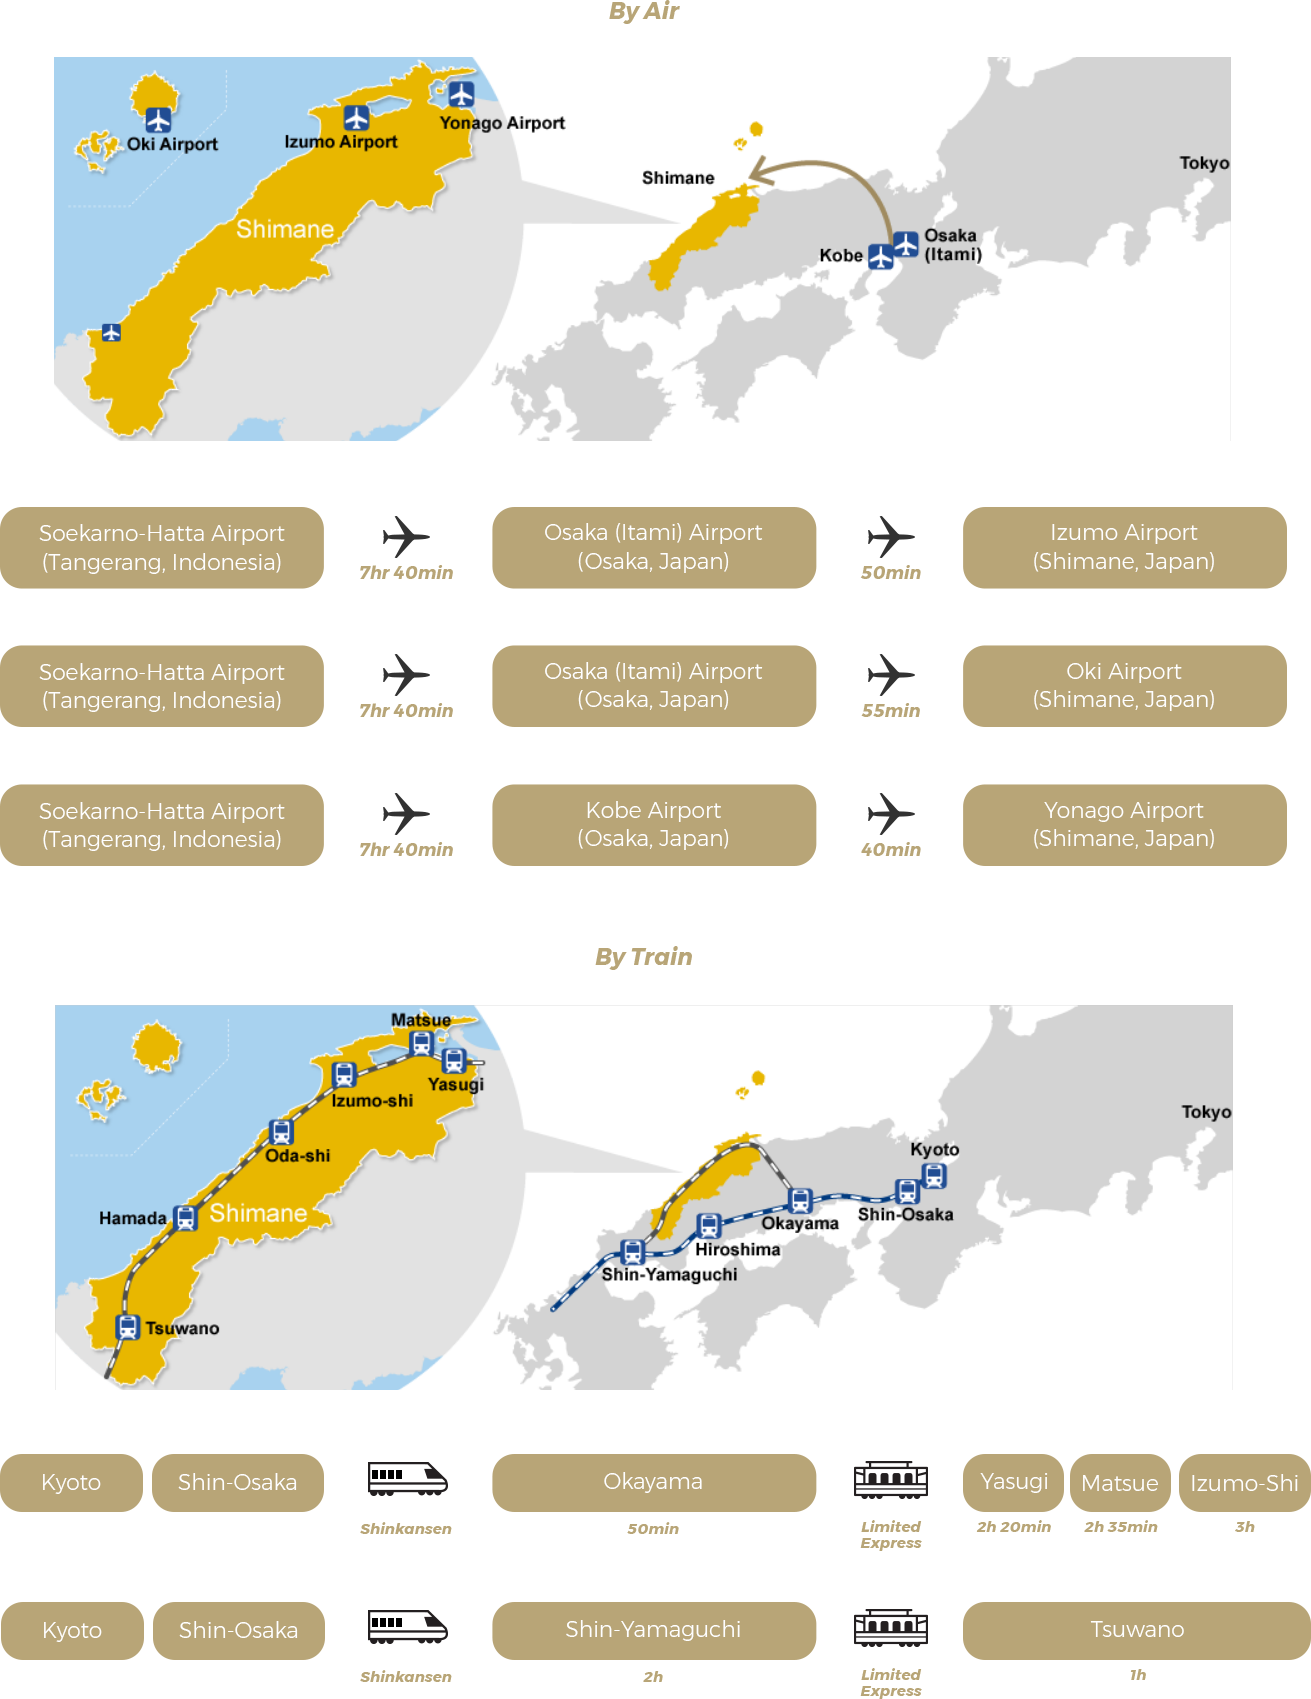 By Air
Oki Airport
Izumo Airport
Yonago Airport
Shimane
Shimane
Kobe
Osaka
(Itami)
Tokyo
Soekarno-Hatta Airport
(Tangerang, Indonesia)
7hr 40min
Osaka (Itami) Airport
(Osaka, Japan)
50min
Izumo Airport
(Shimane, Japan)
Soekarno-Hatta Airport
(Tangerang, Indonesia)
7hr 40min
Osaka (Itami) Airport
(Osaka, Japan)
55min
Oki Airport
(Shimane, Japan)
Soekarno-Hatta Airport
(Tangerang, Indonesia)
7hr 40min
Kobe Airport
(Osaka, Japan)
40min
Yonago Airport
(Shimane, Japan)
By Train
Matsue
Yasugi
Izumo-shi
Oda-shi
Hamada
Shimane
Tsuwano
Tokyo
Kyoto
Shin-Osaka
Okayama
Hiroshima
Shin-Yamaguchi
Kyoto
Shin-Osaka
Shinkansen
Okayama
50min
Limited
Express
Yasugi
2h 20min
Matsue
2h 35min
Izumo-Shi
3h
Kyoto
Shin-Osaka
Shinkansen
Shin-Yamaguchi
2h
Limited
Express
Tsuwano
1h